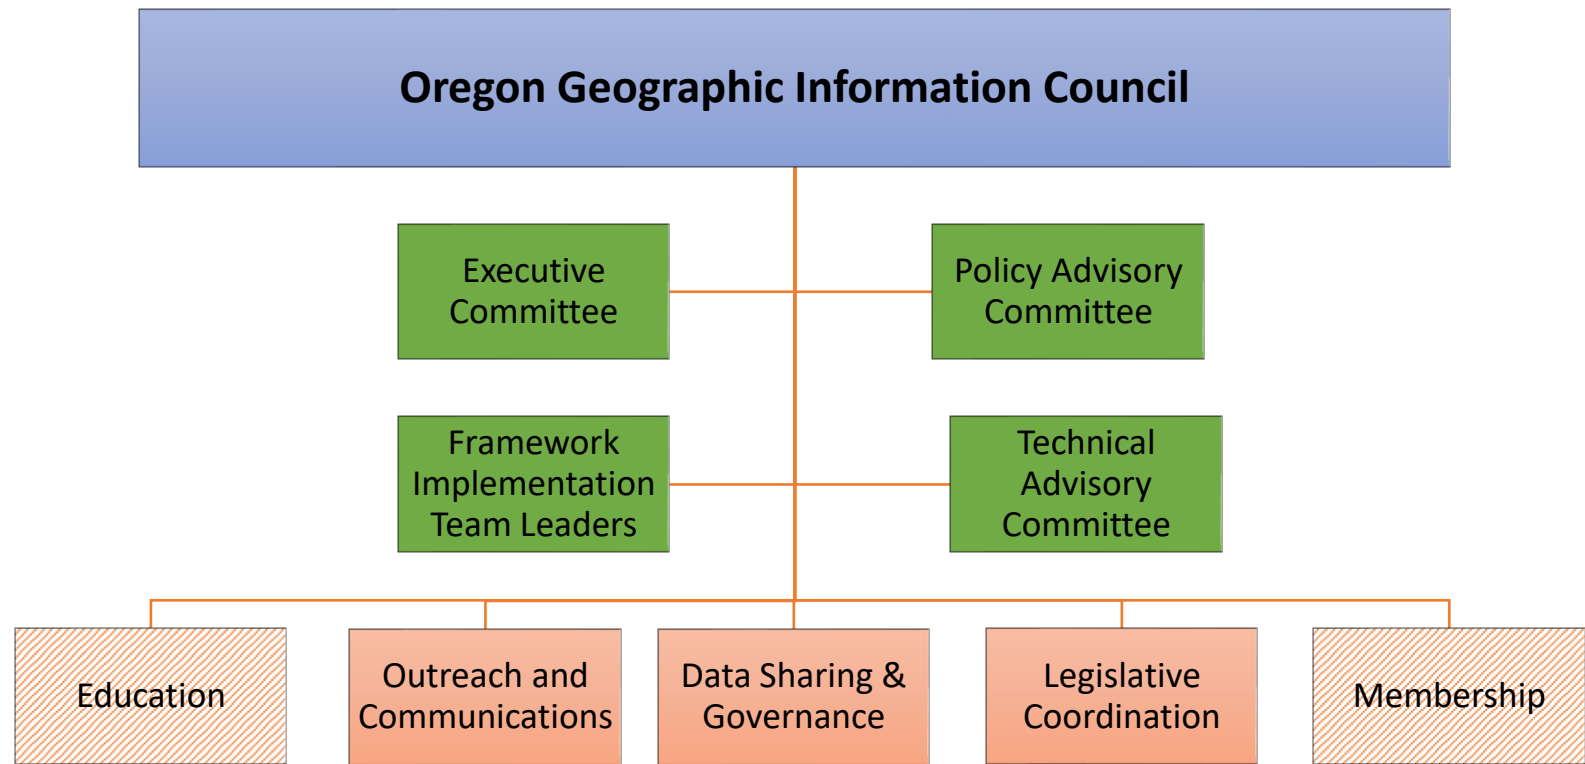 Oregon Geographic Information Council
Executive
Committee
Policy Advisory
Committee
Framework
Implementation
Team Leaders
Technical
Advisory
Committee
Education
Outreach and
Communications
Data Sharing &
Governance
Legislative
Coordination
Membership